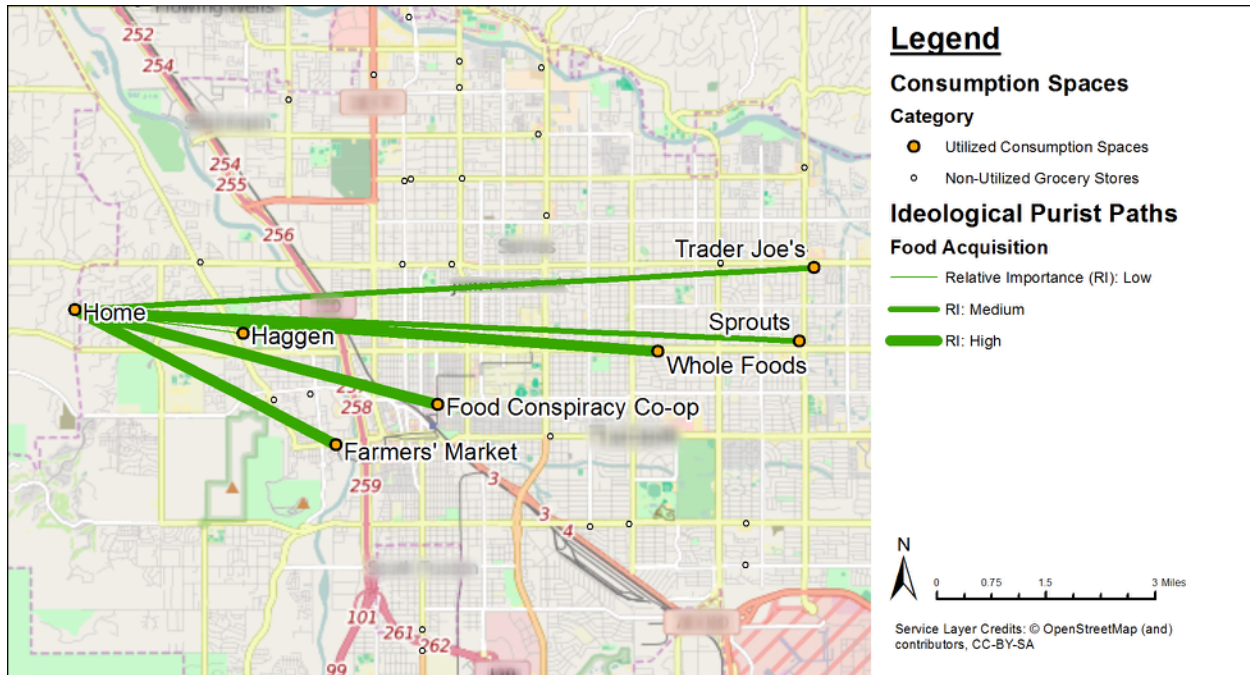 Flowing Wells
252
254
254
255
256
Trader Joe's
Home
Haggen
Sprouts
Whole Foods
258
Food Conspiracy Co-op
Farmers' Market
259
3
3
4
101
261
262
99
Legend
Consumption Spaces
Category
Utilized Consumption Spaces
Non-Utilized Grocery Stores
Ideological Purist Paths
Food Acquisition
Relative Importance (RI): Low
RI: Medium
RI: High
N
0 0.75 1.5 3 Miles
Service Layer Credits: © OpenStreetMap (and)
contributors, CC-BY-SA